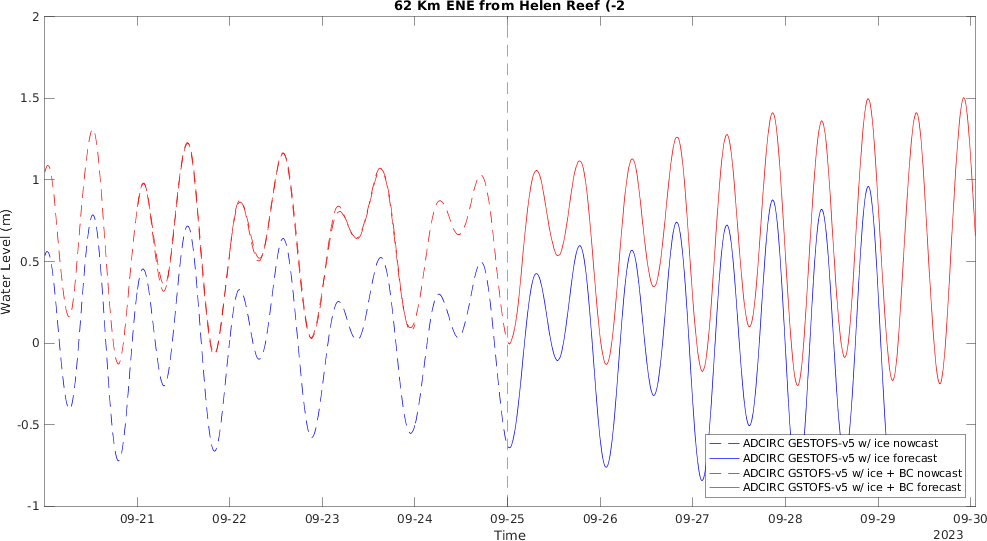 62 Km ENE from Helen Reef (-2
2
1.5
1
0.5
0
-0.5
-1
Water Level (m)
ADCIRC GESTOFS-v5 w/ ice nowcast
ADCIRC GESTOFS-v5 w/ ice forecast
ADCIRC GSTOFS-v5 w/ ice + BC nowcast
ADCIRC GSTOFS-v5 w/ ice + BC forecast
09-21 09-22 09-23 09-24 09-25 09-26 09-27 09-28 09-29 09-30
Time
2023